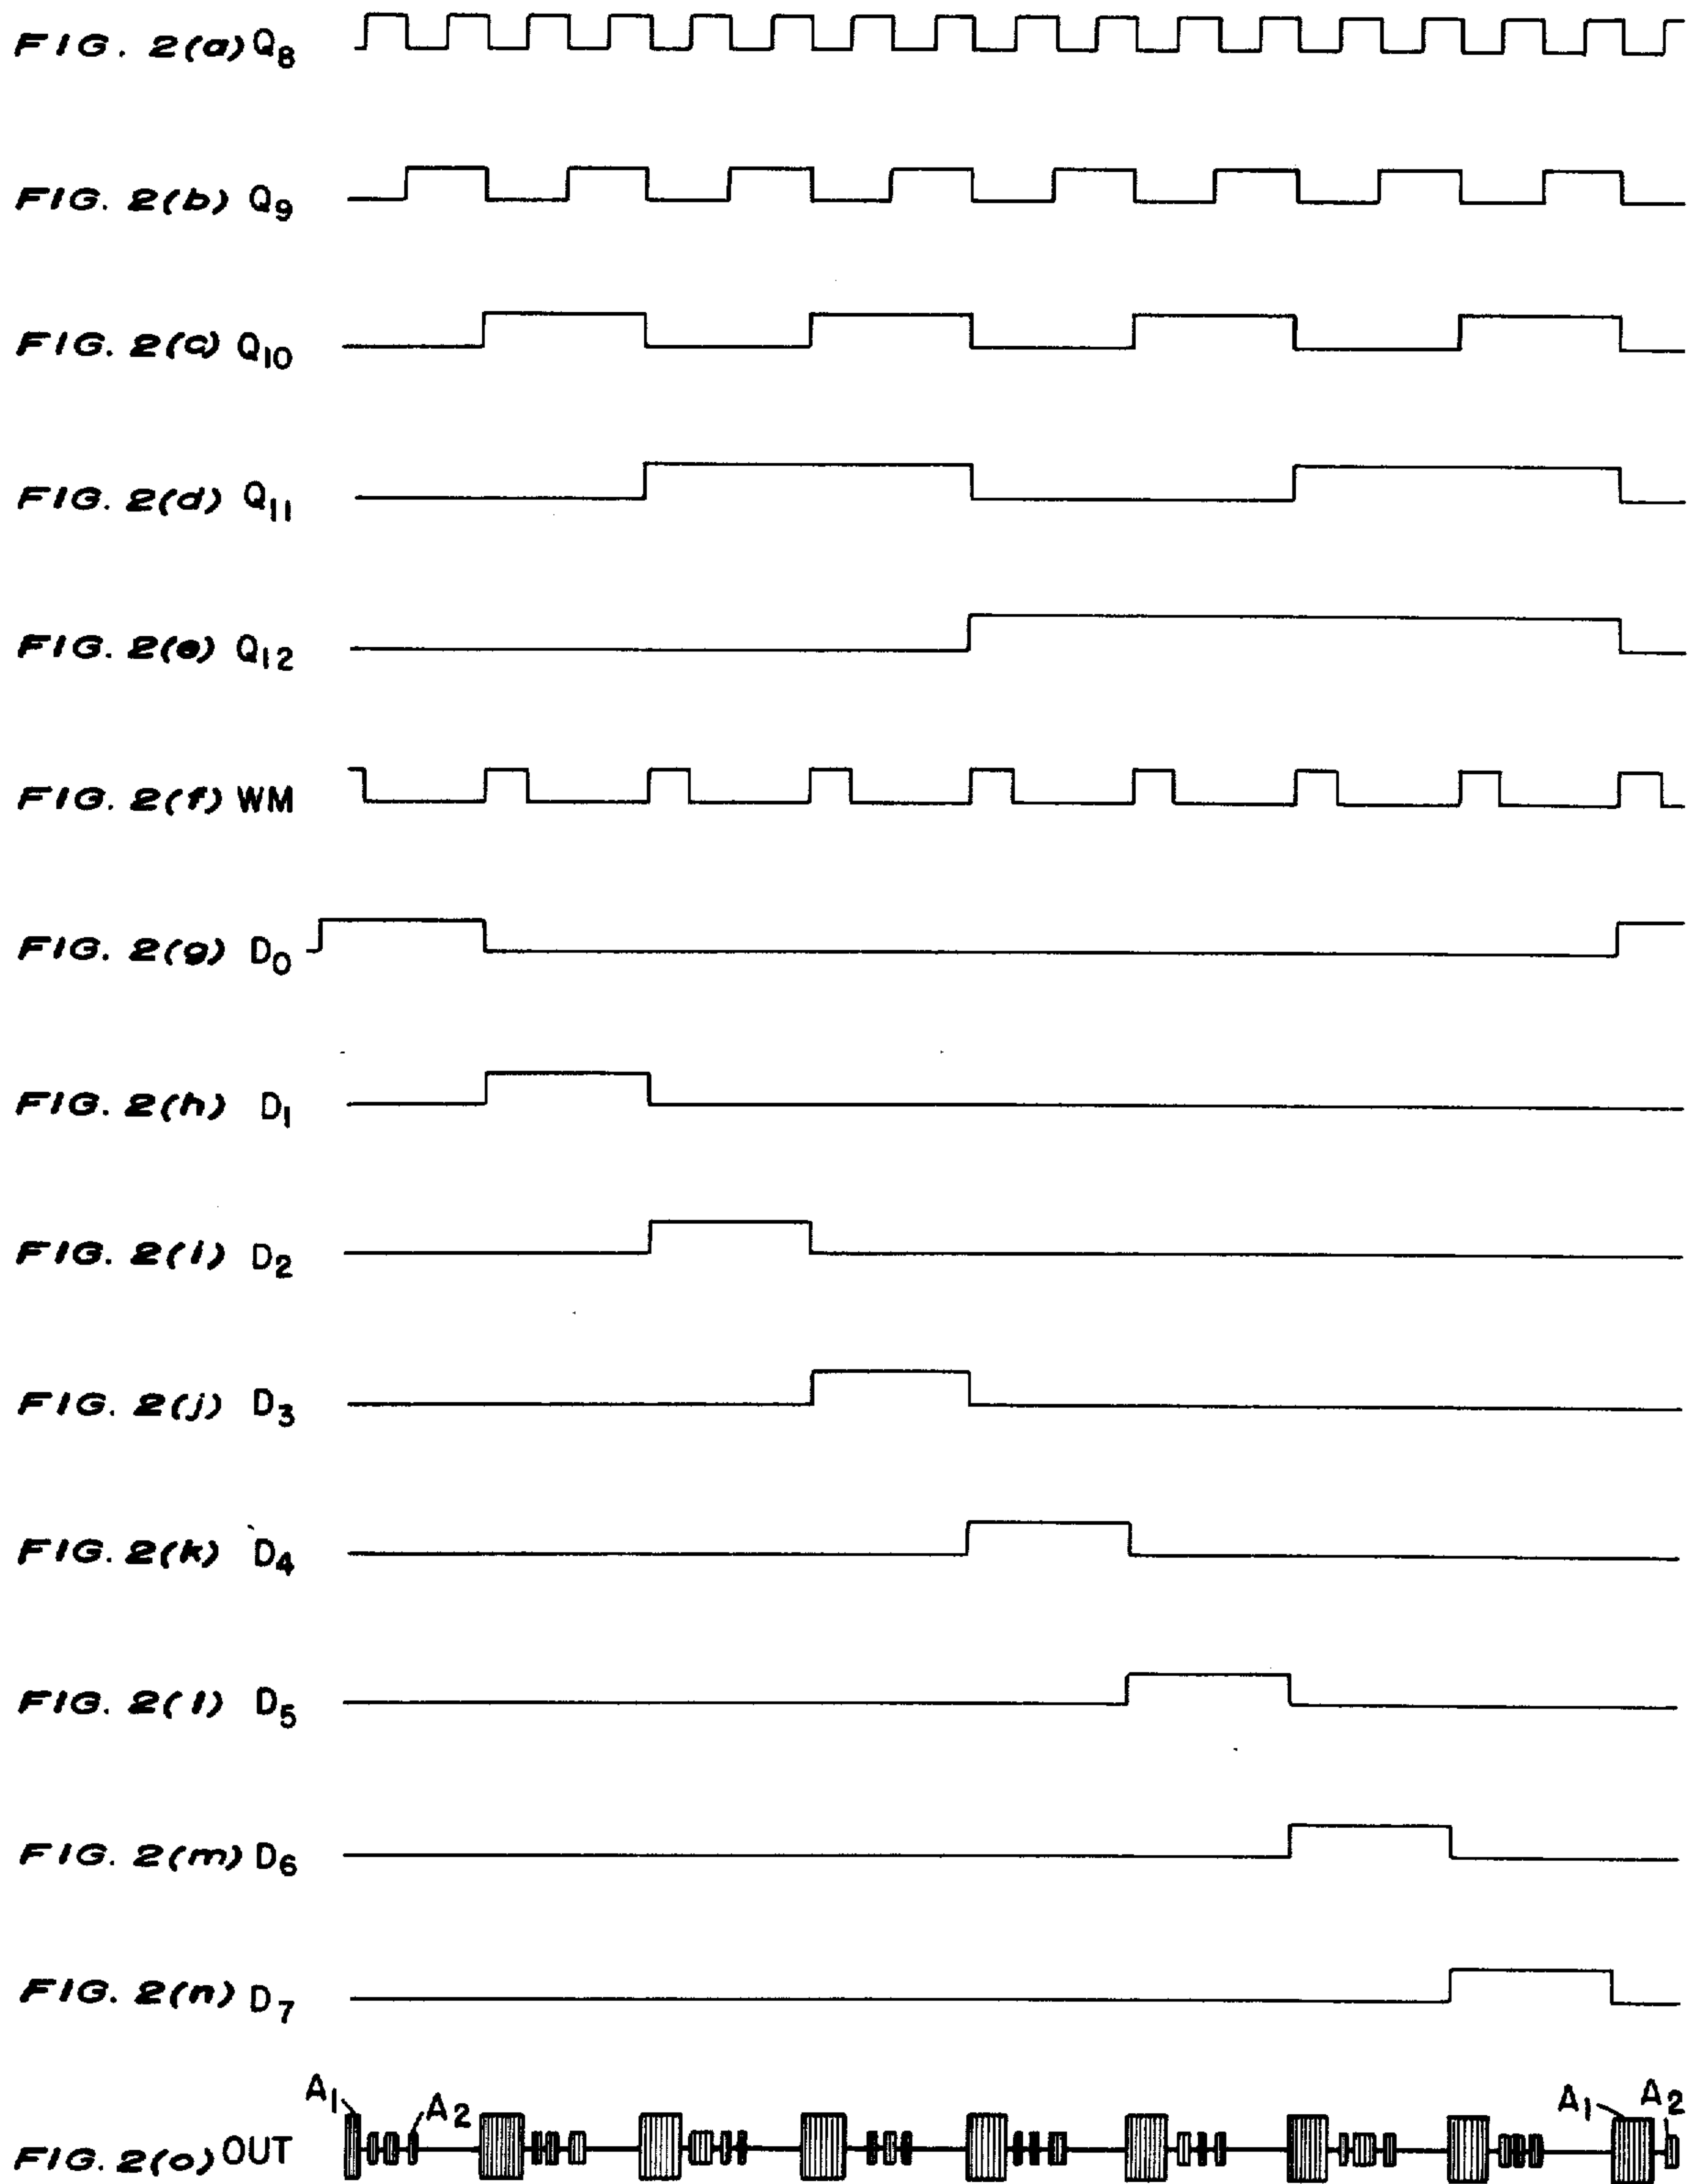 FIG. 2(a) Q8
FIG. 2(b) Q9
FIG. 2(c) Q10
FIG. 2(d) Q11
FIG. 2(e) Q12
FIG. 2(f) WM
FIG. 2(g) D0
FIG. 2(h) D1
FIG. 2(i) D2
FIG. 2(j) D3
FIG. 2(k) D4
FIG. 2(l) D5
FIG. 2(m) D6
FIG. 2(n) D7
A1 A2 A1 A2
FIG. 2(o) OUT